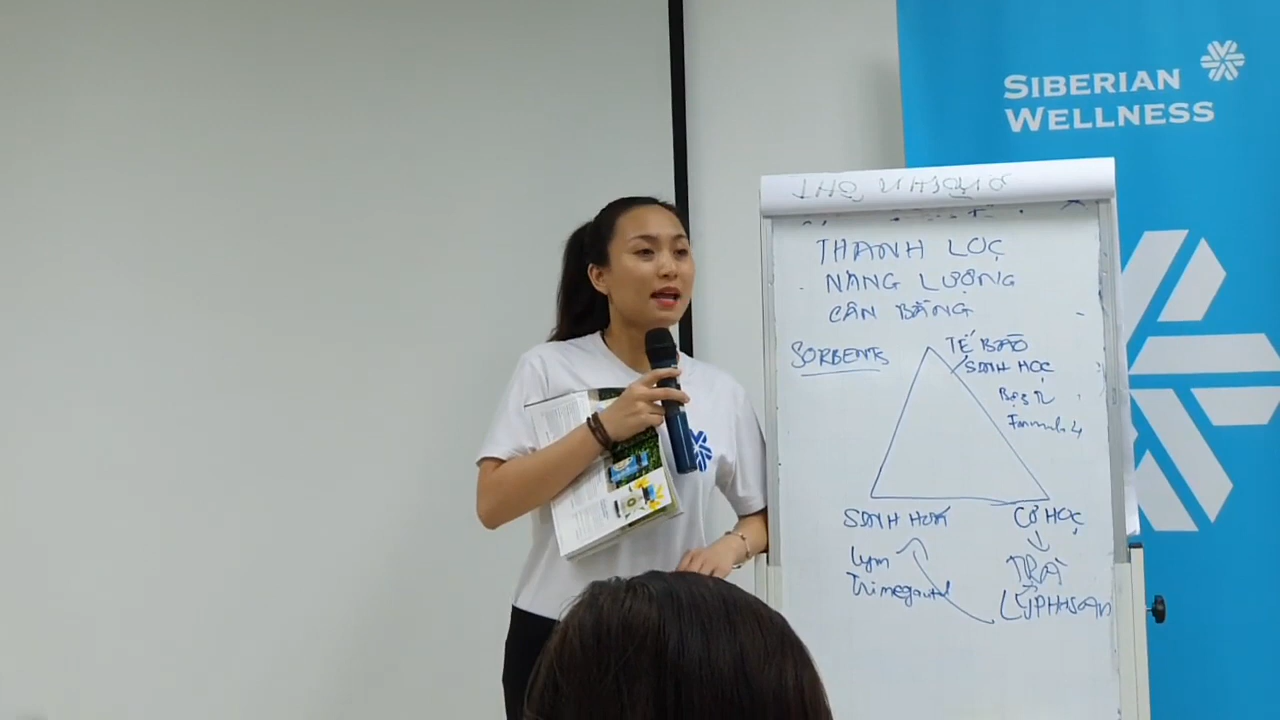 SIBERIAN
WELLNESS
THANH LỌC
NĂNG LƯỢNG
CÂN BẰNG
SORBENTS
TẾ BÀO
SINH HỌC
Formula 4
SINH HOÁ
CƠ HỌC
Lym
Trimegavital
TRÀ
LYMPHOSAN